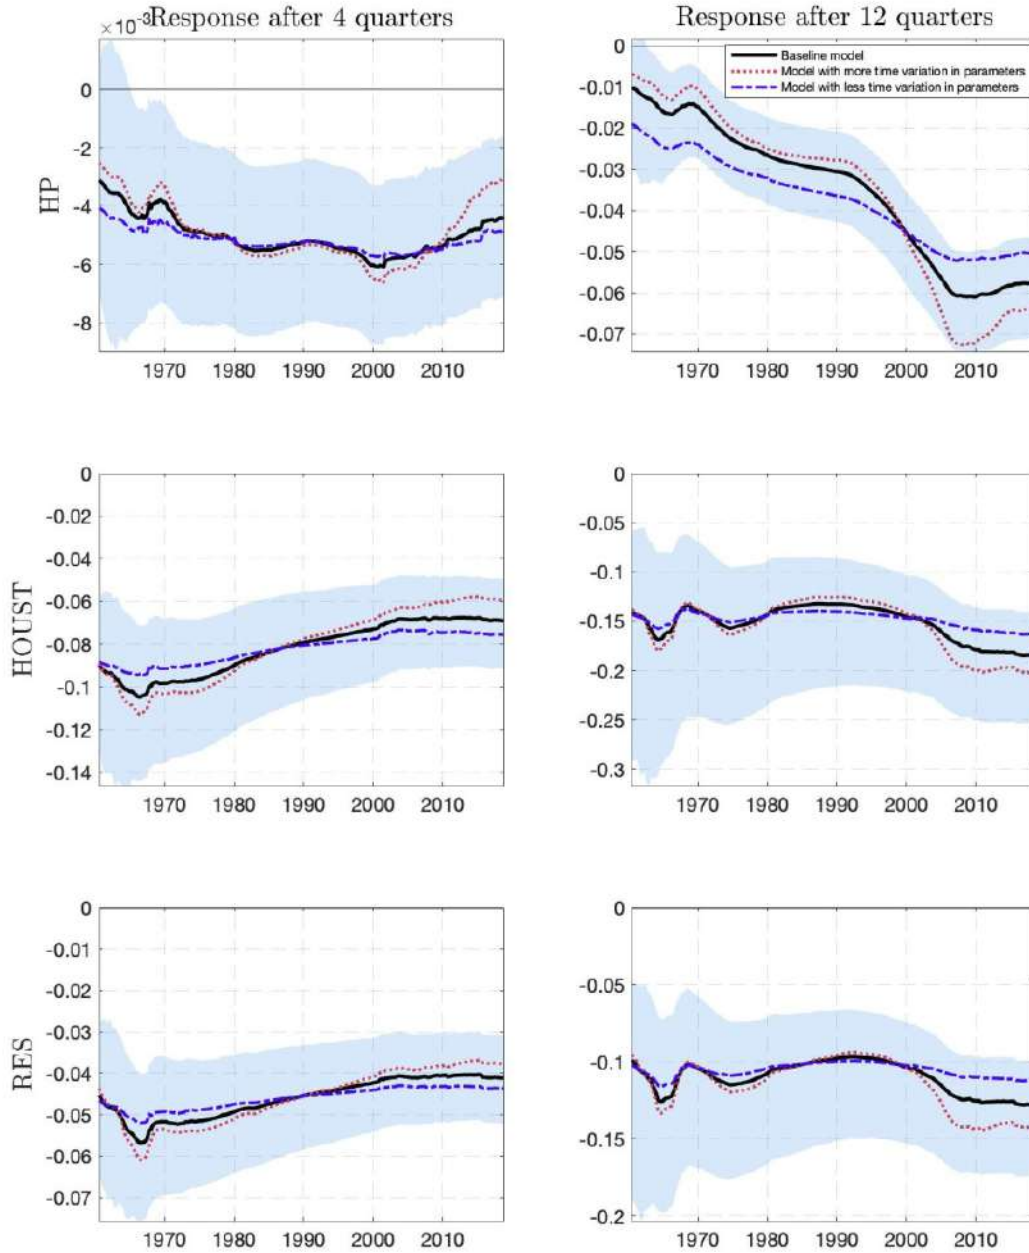 ×10⁻³ Response after 4 quarters
Response after 12 quarters
HP
0
-2
-4
-6
-8
1970 1980 1990 2000 2010
0
-0.01
-0.02
-0.03
-0.04
-0.05
-0.06
-0.07
Baseline model
Model with more time variation in parameters
Model with less time variation in parameters
1970 1980 1990 2000 2010
HOUST
0
-0.02
-0.04
-0.06
-0.08
-0.1
-0.12
-0.14
1970 1980 1990 2000 2010
0
-0.05
-0.1
-0.15
-0.2
-0.25
-0.3
1970 1980 1990 2000 2010
RES
0
-0.01
-0.02
-0.03
-0.04
-0.05
-0.06
-0.07
1970 1980 1990 2000 2010
0
-0.05
-0.1
-0.15
-0.2
1970 1980 1990 2000 2010